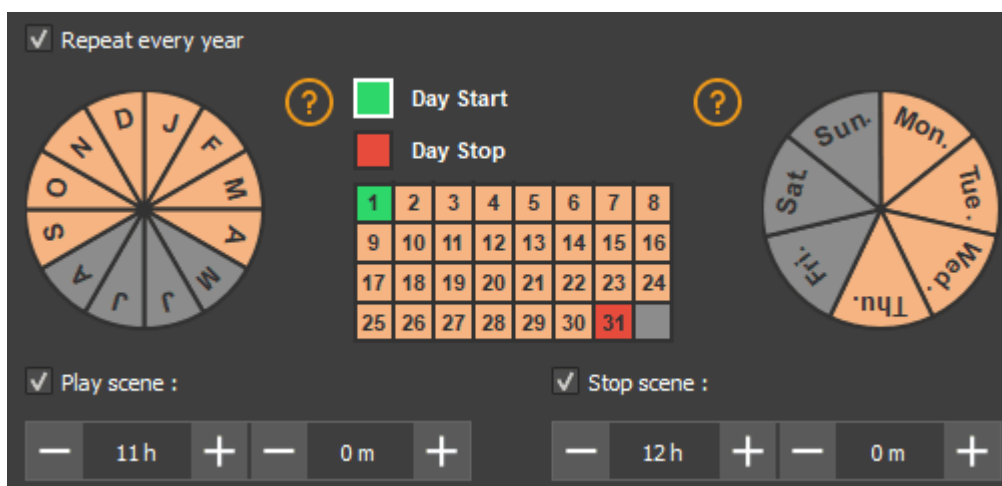 Repeat every year
J F M A M J J A S O N D
? Day Start
Day Stop
?
Mon. Tue. Wed. Thu. Fri. Sat. Sun.
1 2 3 4 5 6 7 8
9 10 11 12 13 14 15 16
17 18 19 20 21 22 23 24
25 26 27 28 29 30 31
Play scene :
Stop scene :
11 h 0 m
12 h 0 m